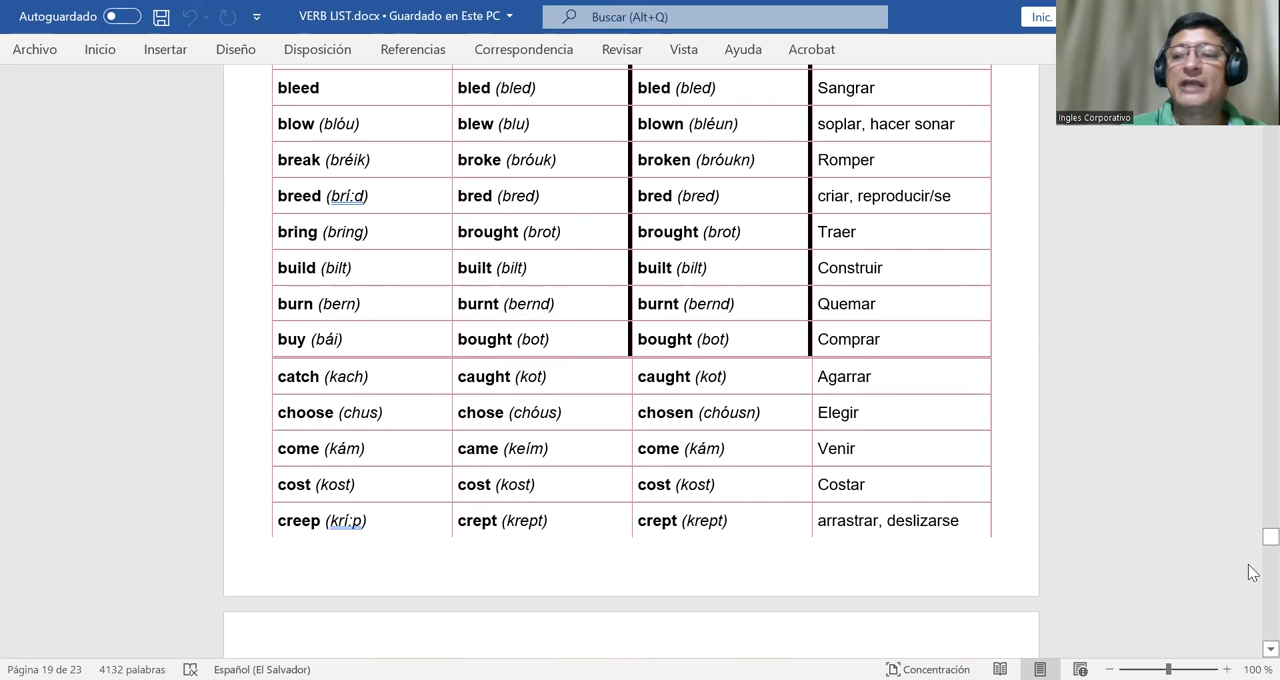 Autoguardado VERB LIST.docx • Guardado en Este PC Buscar (Alt+Q) Inic.
Archivo Inicio Insertar Diseño Disposición Referencias Correspondencia Revisar Vista Ayuda Acrobat
Ingles Corporativo
bleed bled (bled) bled (bled) Sangrar
blow (blóu) blew (blu) blown (bléun) soplar, hacer sonar
break (bréik) broke (bróuk) broken (bróukn) Romper
breed (brí:d) bred (bred) bred (bred) criar, reproducir/se
bring (bring) brought (brot) brought (brot) Traer
build (bilt) built (bilt) built (bilt) Construir
burn (bern) burnt (bernd) burnt (bernd) Quemar
buy (bái) bought (bot) bought (bot) Comprar
catch (kach) caught (kot) caught (kot) Agarrar
choose (chus) chose (chóus) chosen (chóusn) Elegir
come (kám) came (keím) come (kám) Venir
cost (kost) cost (kost) cost (kost) Costar
creep (krí:p) crept (krept) crept (krept) arrastrar, deslizarse
Página 19 de 23 4132 palabras Español (El Salvador) Concentración 100 %